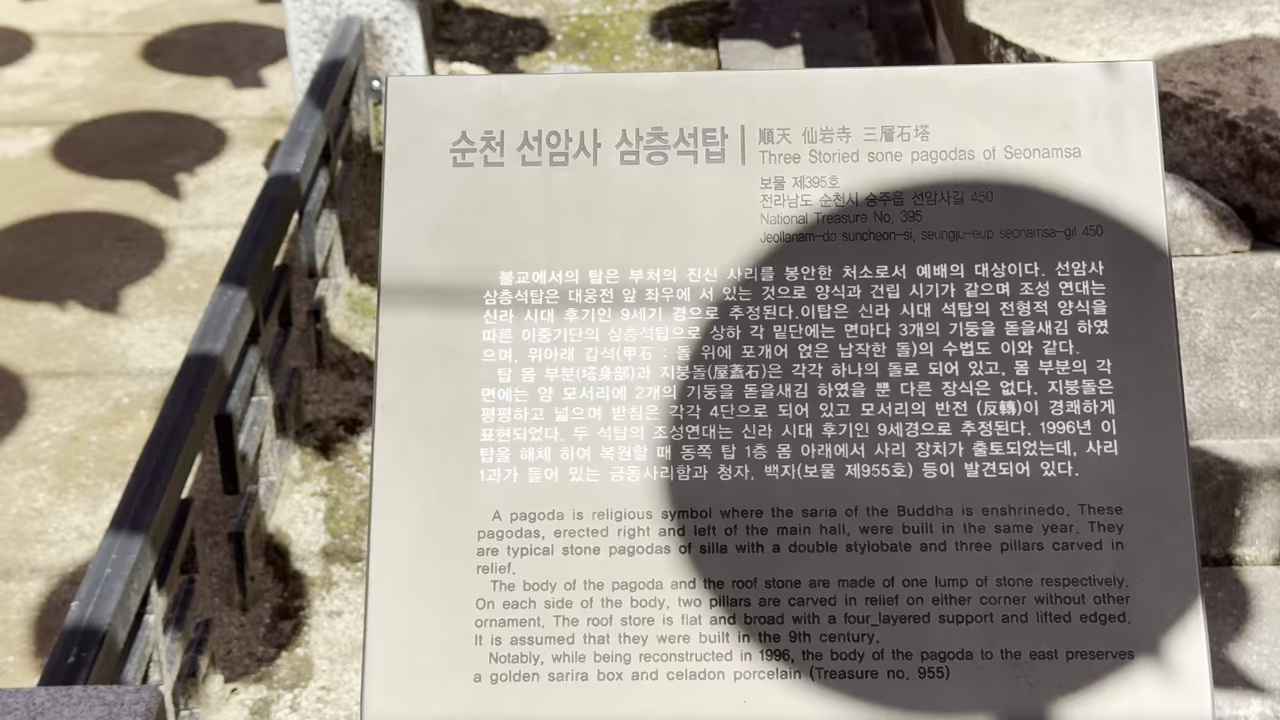 순천 선암사 삼층석탑
順天 仙岩寺 三層石塔
Three Storied sone pagodas of Seonamsa
보물 제395호
전라남도 순천시 승주읍 선암사길 450
National Treasure No. 395
Jeollanam-do suncheon-si, seungju-eup seonamsa-gil 450
불교에서의 탑은 부처의 진신 사리를 봉안한 처소로서 예배의 대상이다. 선암사
삼층석탑은 대웅전 앞 좌우에 서 있는 것으로 양식과 건립 시기가 같으며 조성 연대는
신라 시대 후기인 9세기 경으로 추정된다.이탑은 신라 시대 석탑의 전형적 양식을
따른 이중기단의 삼층석탑으로 상하 각 밑단에는 면마다 3개의 기둥을 돋을새김 하였
으며, 위아래 갑석(甲石 : 돌 위에 포개어 얹은 납작한 돌)의 수법도 이와 같다.
탑 몸 부분(塔身部)과 지붕돌(屋蓋石)은 각각 하나의 돌로 되어 있고, 몸 부분의 각
면에는 양 모서리에 2개의 기둥을 돋을새김 하였을 뿐 다른 장식은 없다. 지붕돌은
평평하고 넓으며 받침은 각각 4단으로 되어 있고 모서리의 반전 (反轉)이 경쾌하게
표현되었다. 두 석탑의 조성연대는 신라 시대 후기인 9세경으로 추정된다. 1996년 이
탑을 해체 하여 복원할 때 동쪽 탑 1층 몸 아래에서 사리 장치가 출토되었는데, 사리
1과가 들어 있는 금동사리함과 청자, 백자(보물 제955호) 등이 발견되어 있다.
A pagoda is religious symbol where the saria of the Buddha is enshrinedo. These
pagodas, erected right and left of the main hall, were built in the same year. They
are typical stone pagodas of silla with a double stylobate and three pillars carved in
relief.
The body of the pagoda and the roof stone are made of one lump of stone respectively.
On each side of the body, two pillars are carved in relief on either corner without other
ornament. The roof store is flat and broad with a four_layered support and lifted edged.
It is assumed that they were built in the 9th century.
Notably, while being reconstructed in 1996, the body of the pagoda to the east preserves
a golden sarira box and celadon porcelain (Treasure no. 955)